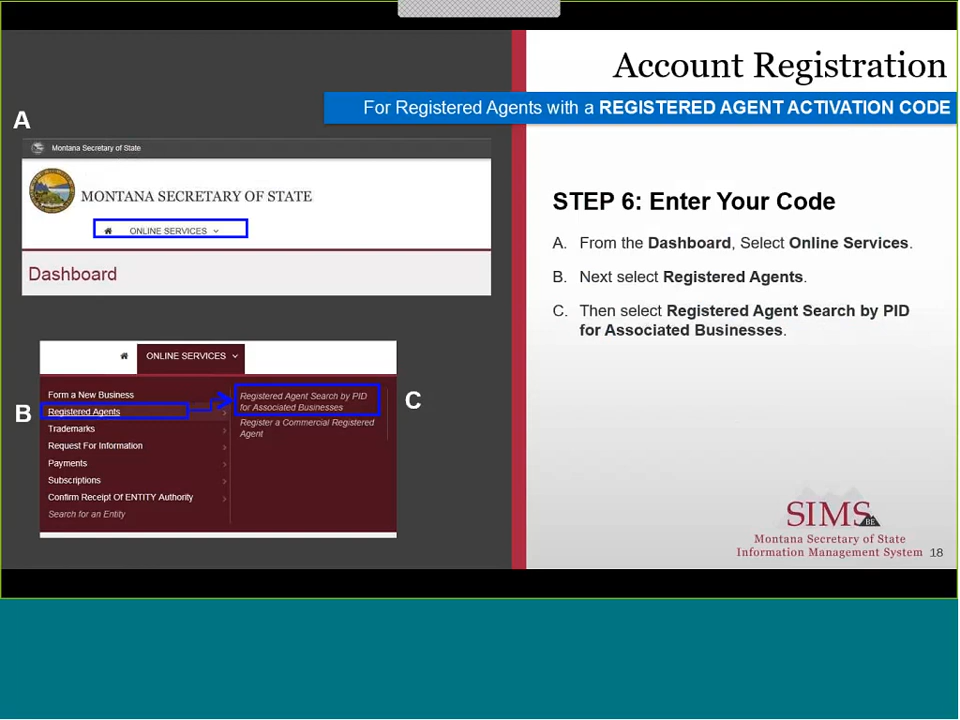 Account Registration
For Registered Agents with a REGISTERED AGENT ACTIVATION CODE
A
Montana Secretary of State
MONTANA SECRETARY OF STATE
ONLINE SERVICES
Dashboard
B
ONLINE SERVICES
Form a New Business
Registered Agents
Trademarks
Request For Information
Payments
Subscriptions
Confirm Receipt Of ENTITY Authority
Search for an Entity
Registered Agent Search by PID
for Associated Businesses
Register a Commercial Registered
Agent
C
STEP 6: Enter Your Code
A. From the Dashboard, Select Online Services.
B. Next select Registered Agents.
C. Then select Registered Agent Search by PID
for Associated Businesses.
SIMS
BE
Montana Secretary of State
Information Management System
18